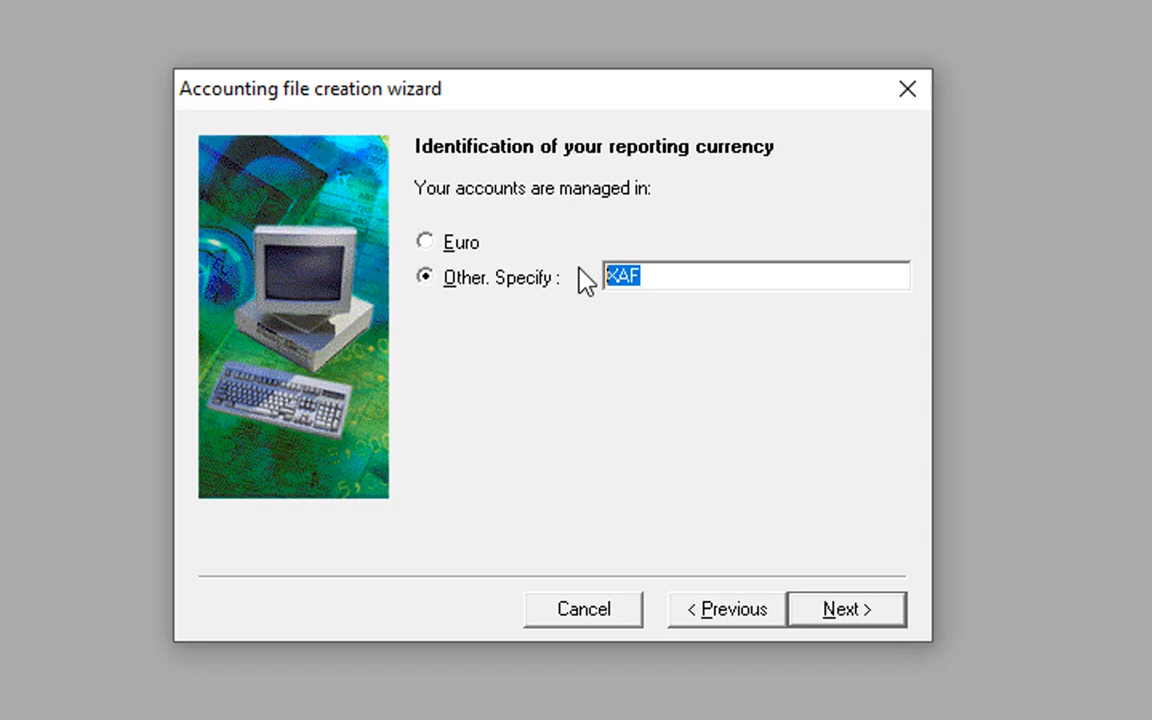 Accounting file creation wizard
Identification of your reporting currency
Your accounts are managed in:
Euro
Other. Specify : XAF
Cancel
< Previous
Next >